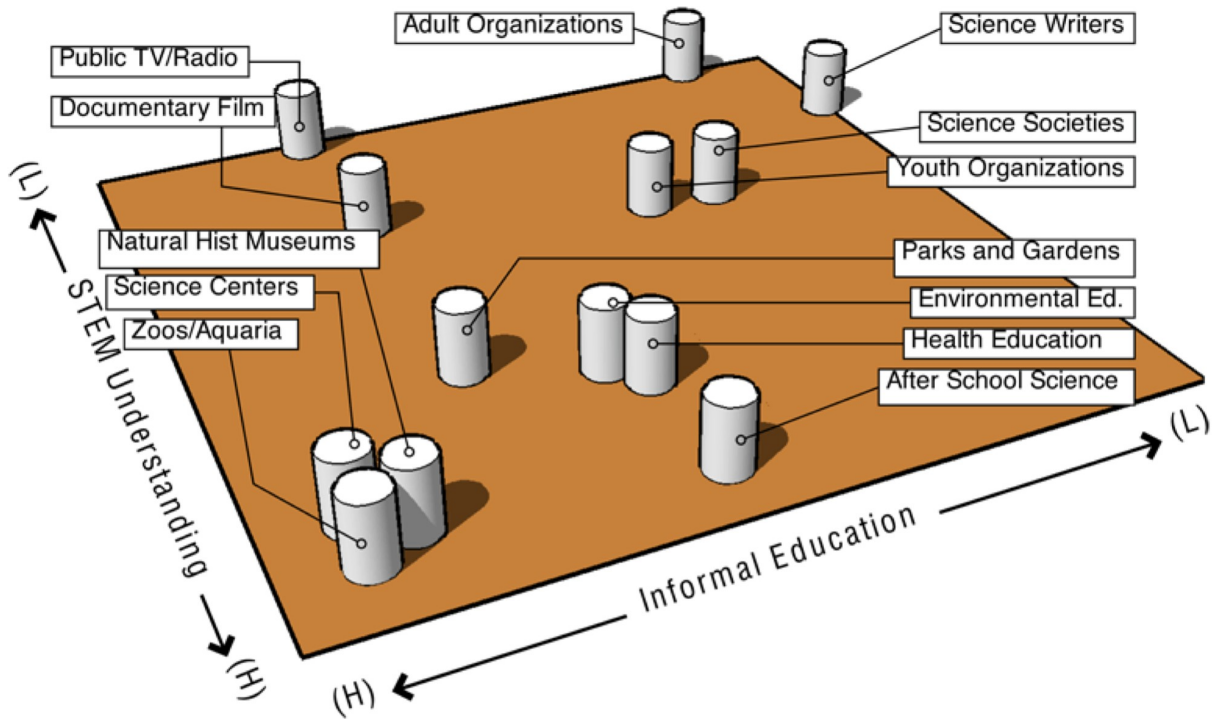 Adult Organizations
Science Writers
Public TV/Radio
Documentary Film
Science Societies
Youth Organizations
Natural Hist Museums
Parks and Gardens
Science Centers
Environmental Ed.
Zoos/Aquaria
Health Education
After School Science
(L)
STEM Understanding
(H)
(H)
Informal Education
(L)